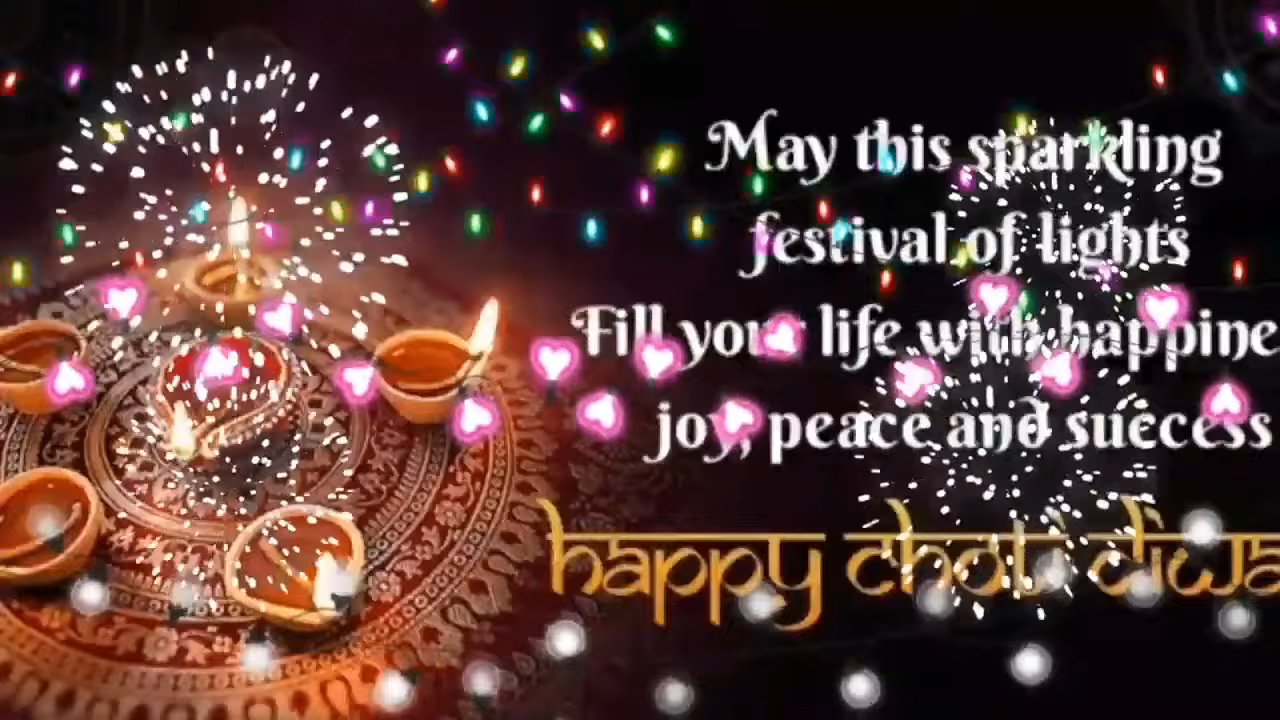 May this sparkling
festival of lights
Fill your life with happine
joy, peace and success
happy choti diwa